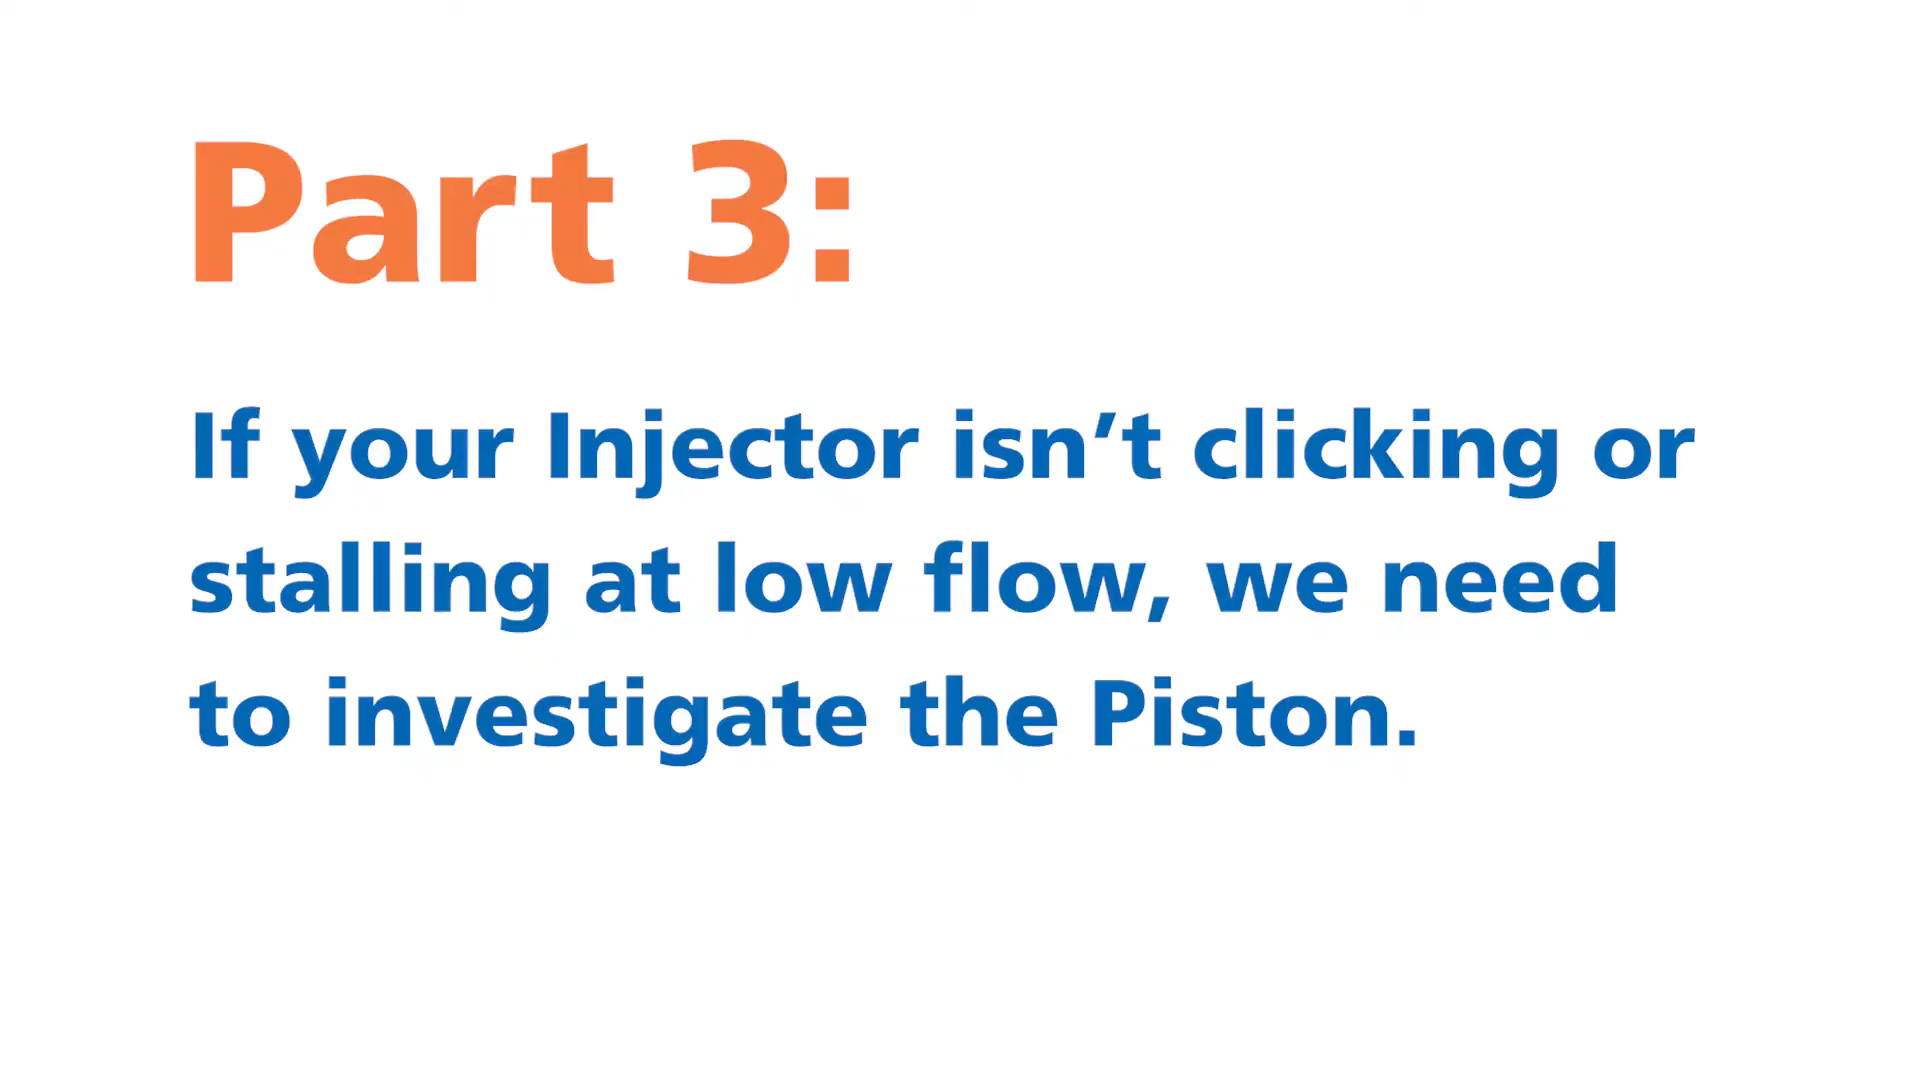 Part 3:
If your Injector isn’t clicking or
stalling at low flow, we need
to investigate the Piston.